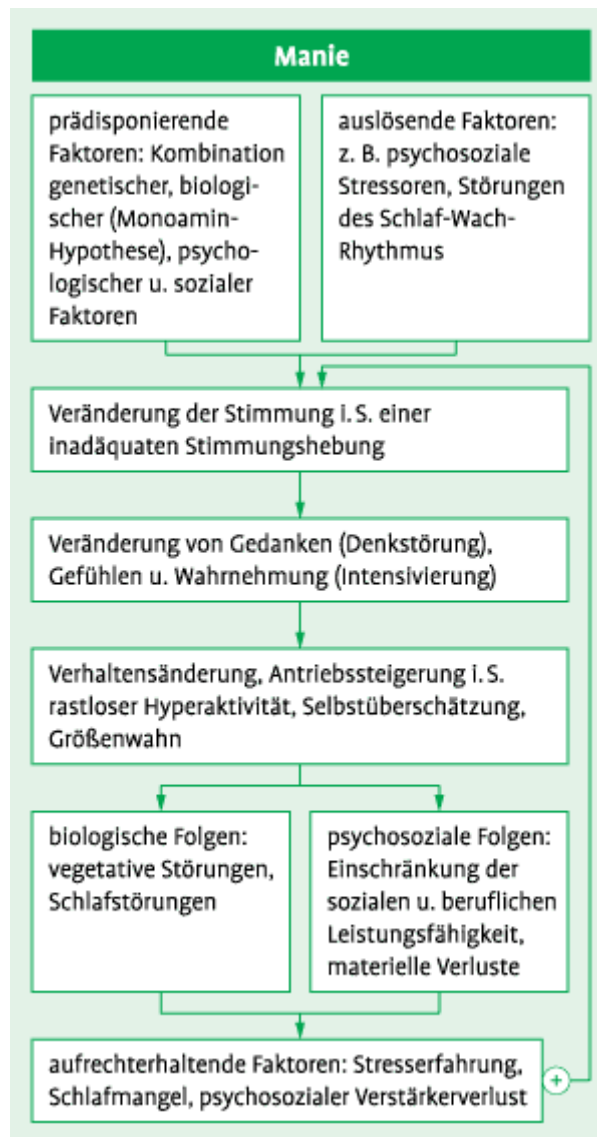 Manie
prädisponierende
Faktoren: Kombination
genetischer, biologi-
scher (Monoamin-
Hypothese), psycho-
logischer u. sozialer
Faktoren
auslösende Faktoren:
z. B. psychosoziale
Stressoren, Störungen
des Schlaf-Wach-
Rhythmus
Veränderung der Stimmung i. S. einer
inadäquaten Stimmungshebung
Veränderung von Gedanken (Denkstörung),
Gefühlen u. Wahrnehmung (Intensivierung)
Verhaltensänderung, Antriebssteigerung i. S.
rastloser Hyperaktivität, Selbstüberschätzung,
Größenwahn
biologische Folgen:
vegetative Störungen,
Schlafstörungen
psychosoziale Folgen:
Einschränkung der
sozialen u. beruflichen
Leistungsfähigkeit,
materielle Verluste
aufrechterhaltende Faktoren: Stresserfahrung,
Schlafmangel, psychosozialer Verstärkerverlust
+